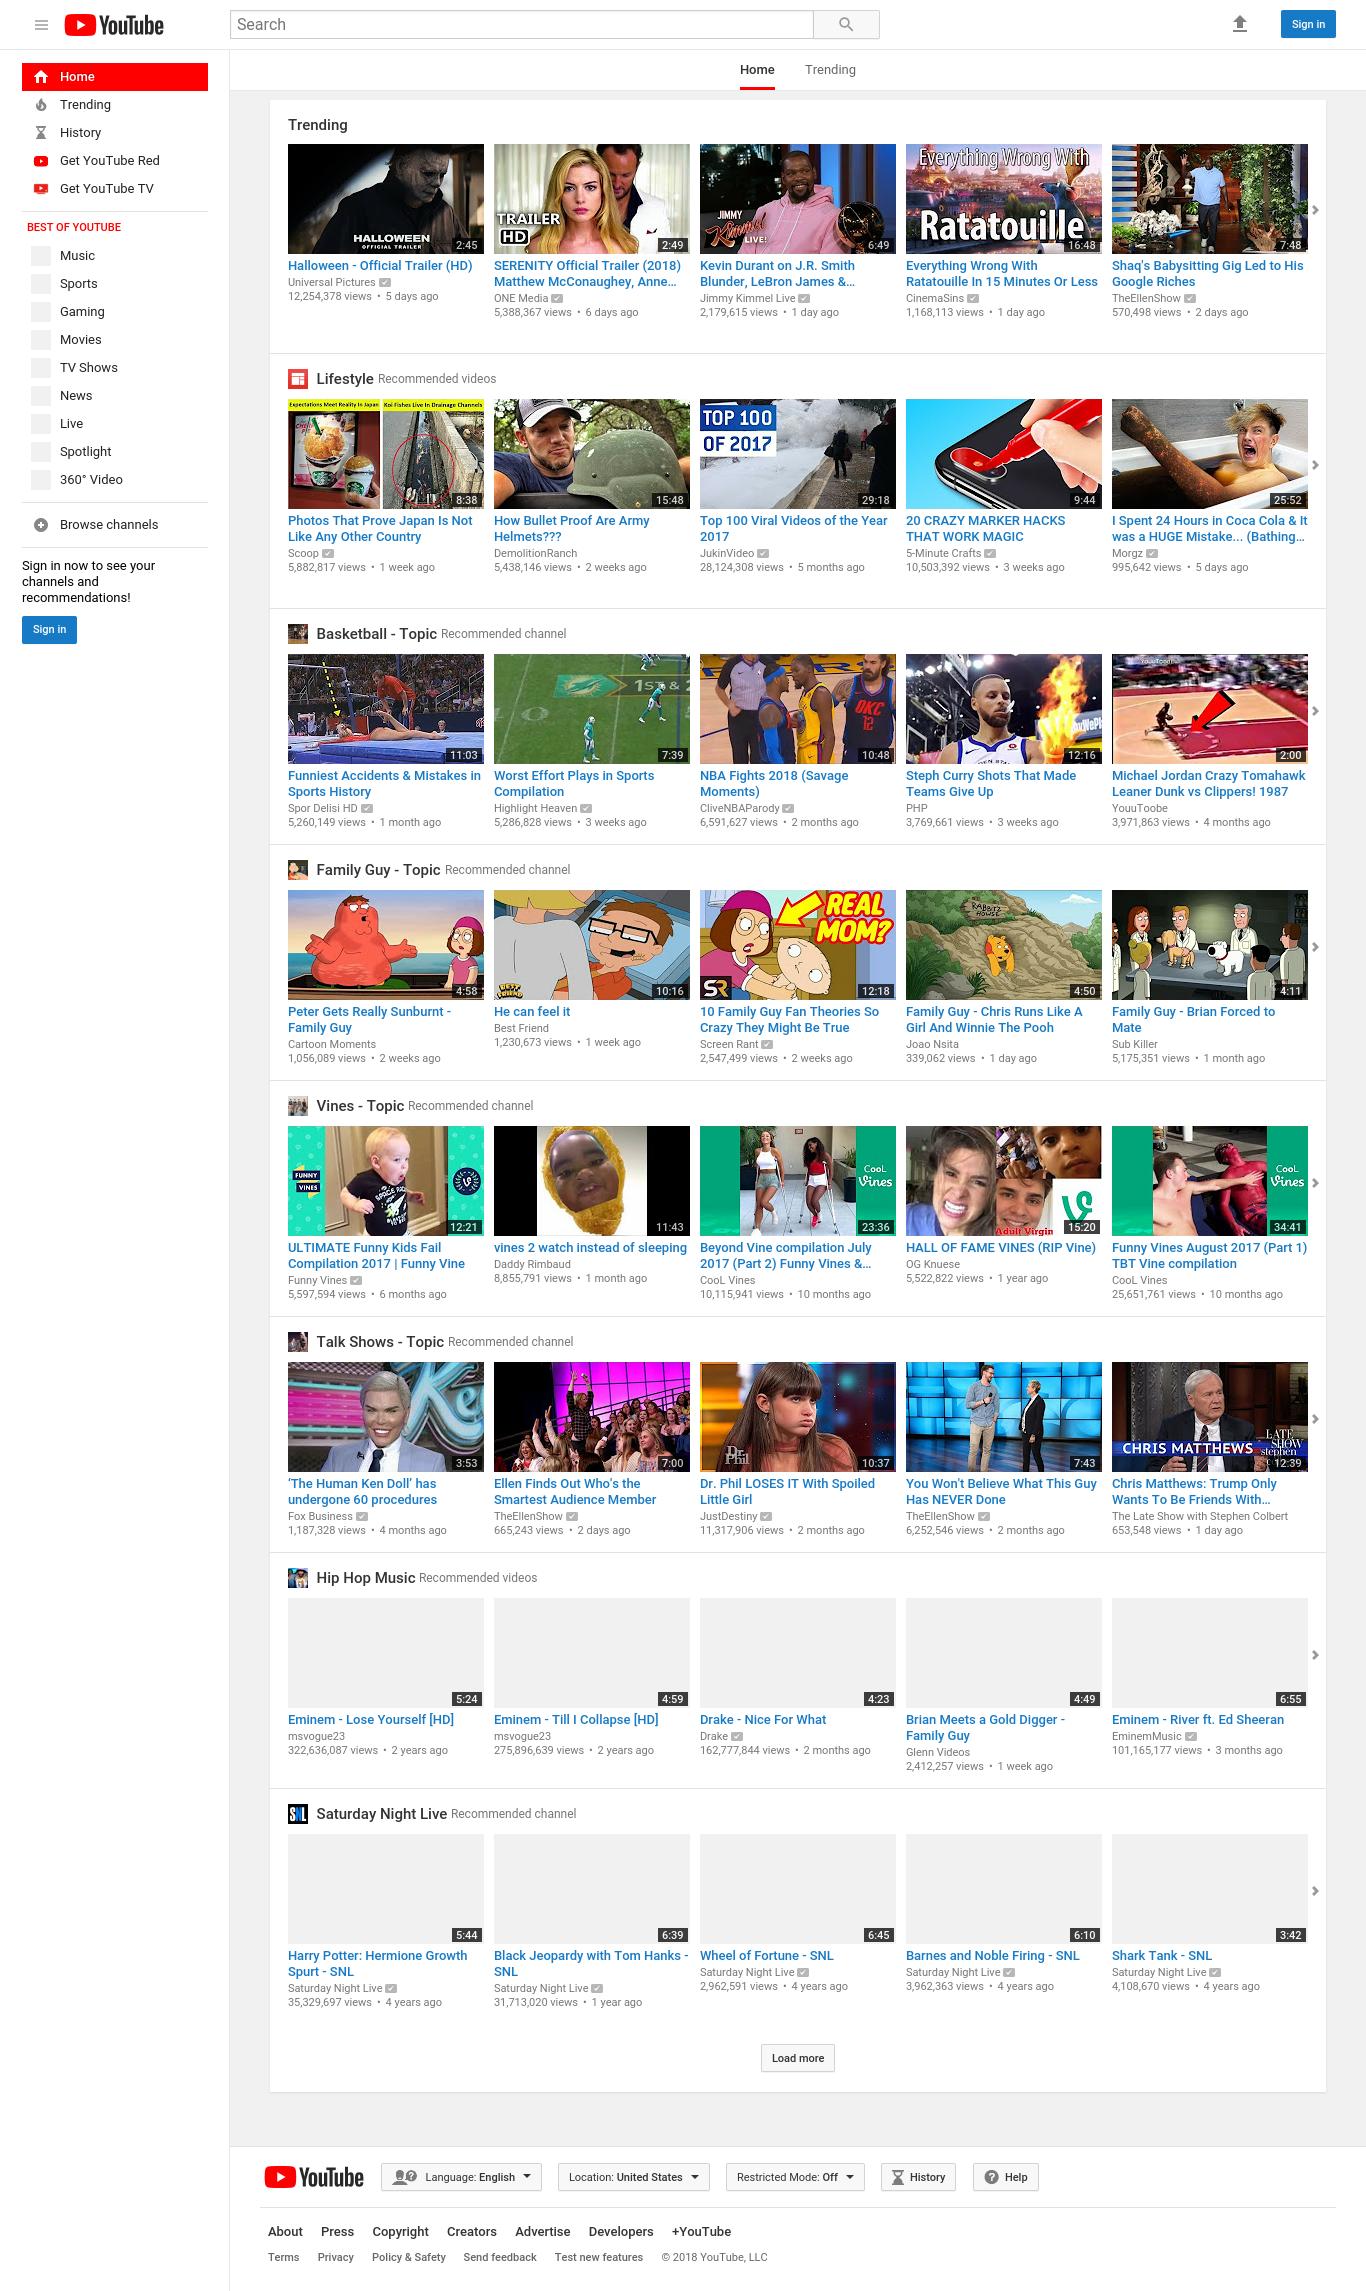 YouTube
Search
Sign in
Home
Trending
History
Get YouTube Red
Get YouTube TV
BEST OF YOUTUBE
Music
Sports
Gaming
Movies
TV Shows
News
Live
Spotlight
360° Video
Browse channels
Sign in now to see your
channels and
recommendations!
Sign in
Home Trending
Trending
HALLOWEEN
OFFICIAL TRAILER
2:45
TRAILER
HD
2:49
JIMMY
Kimmel
LIVE!
6:49
Everything Wrong With
Ratatouille
16:48
7:48
Halloween - Official Trailer (HD)
Universal Pictures
12,254,378 views • 5 days ago
SERENITY Official Trailer (2018)
Matthew McConaughey, Anne...
ONE Media
5,388,367 views • 6 days ago
Kevin Durant on J.R. Smith
Blunder, LeBron James &...
Jimmy Kimmel Live
2,179,615 views • 1 day ago
Everything Wrong With
Ratatouille In 15 Minutes Or Less
CinemaSins
1,168,113 views • 1 day ago
Shaq's Babysitting Gig Led to His
Google Riches
TheEllenShow
570,498 views • 2 days ago
Lifestyle Recommended videos
Expectations Meet Reality In Japan
Koi Fishes Live In Drainage Channels
8:38
15:48
TOP 100
OF 2017
29:18
9:44
25:52
Photos That Prove Japan Is Not
Like Any Other Country
Scoop
5,882,817 views • 1 week ago
How Bullet Proof Are Army
Helmets???
DemolitionRanch
5,438,146 views • 2 weeks ago
Top 100 Viral Videos of the Year
2017
JukinVideo
28,124,308 views • 5 months ago
20 CRAZY MARKER HACKS
THAT WORK MAGIC
5-Minute Crafts
10,503,392 views • 3 weeks ago
I Spent 24 Hours in Coca Cola & It
was a HUGE Mistake... (Bathing...
Morgz
995,642 views • 5 days ago
Basketball - Topic Recommended channel
11:03
1ST & 2
7:39
OKC
12
10:48
12:16
YouuToobe
2:00
Funniest Accidents & Mistakes in
Sports History
Spor Delisi HD
5,260,149 views • 1 month ago
Worst Effort Plays in Sports
Compilation
Highlight Heaven
5,286,828 views • 3 weeks ago
NBA Fights 2018 (Savage
Moments)
CliveNBAParody
6,591,627 views • 2 months ago
Steph Curry Shots That Made
Teams Give Up
PHP
3,769,661 views • 3 weeks ago
Michael Jordan Crazy Tomahawk
Leaner Dunk vs Clippers! 1987
YouuToobe
3,971,863 views • 4 months ago
Family Guy - Topic Recommended channel
4:58
BEST
FRIEND
10:16
REAL
MOM?
SR
12:18
RABBITZ
HOWSE
4:50
4:11
Peter Gets Really Sunburnt -
Family Guy
Cartoon Moments
1,056,089 views • 2 weeks ago
He can feel it
Best Friend
1,230,673 views • 1 week ago
10 Family Guy Fan Theories So
Crazy They Might Be True
Screen Rant
2,547,499 views • 2 weeks ago
Family Guy - Chris Runs Like A
Girl And Winnie The Pooh
Joao Nsita
339,062 views • 1 day ago
Family Guy - Brian Forced to
Mate
Sub Killer
5,175,351 views • 1 month ago
Vines - Topic Recommended channel
FUNNY
VINES
12:21
11:43
CooL
Vines
23:36
Adult Virgin
15:20
CooL
Vines
34:41
ULTIMATE Funny Kids Fail
Compilation 2017 | Funny Vine
Funny Vines
5,597,594 views • 6 months ago
vines 2 watch instead of sleeping
Daddy Rimbaud
8,855,791 views • 1 month ago
Beyond Vine compilation July
2017 (Part 2) Funny Vines &...
CooL Vines
10,115,941 views • 10 months ago
HALL OF FAME VINES (RIP Vine)
OG Knuese
5,522,822 views • 1 year ago
Funny Vines August 2017 (Part 1)
TBT Vine compilation
CooL Vines
25,651,761 views • 10 months ago
Talk Shows - Topic Recommended channel
3:53
7:00
Dr.
Phil
10:37
7:43
CHRIS MATTHEWS
LATE
SHOW
stephen
12:39
‘The Human Ken Doll’ has
undergone 60 procedures
Fox Business
1,187,328 views • 4 months ago
Ellen Finds Out Who's the
Smartest Audience Member
TheEllenShow
665,243 views • 2 days ago
Dr. Phil LOSES IT With Spoiled
Little Girl
JustDestiny
11,317,906 views • 2 months ago
You Won't Believe What This Guy
Has NEVER Done
TheEllenShow
6,252,546 views • 2 months ago
Chris Matthews: Trump Only
Wants To Be Friends With...
The Late Show with Stephen Colbert
653,548 views • 1 day ago
Hip Hop Music Recommended videos
5:24
4:59
4:23
4:49
6:55
Eminem - Lose Yourself [HD]
msvogue23
322,636,087 views • 2 years ago
Eminem - Till I Collapse [HD]
msvogue23
275,896,639 views • 2 years ago
Drake - Nice For What
Drake
162,777,844 views • 2 months ago
Brian Meets a Gold Digger -
Family Guy
Glenn Videos
2,412,257 views • 1 week ago
Eminem - River ft. Ed Sheeran
EminemMusic
101,165,177 views • 3 months ago
SNL
Saturday Night Live Recommended channel
5:44
6:39
6:45
6:10
3:42
Harry Potter: Hermione Growth
Spurt - SNL
Saturday Night Live
35,329,697 views • 4 years ago
Black Jeopardy with Tom Hanks -
SNL
Saturday Night Live
31,713,020 views • 1 year ago
Wheel of Fortune - SNL
Saturday Night Live
2,962,591 views • 4 years ago
Barnes and Noble Firing - SNL
Saturday Night Live
3,962,363 views • 4 years ago
Shark Tank - SNL
Saturday Night Live
4,108,670 views • 4 years ago
Load more
YouTube
Language: English
Location: United States
Restricted Mode: Off
History
Help
About Press Copyright Creators Advertise Developers +YouTube
Terms Privacy Policy & Safety Send feedback Test new features © 2018 YouTube, LLC